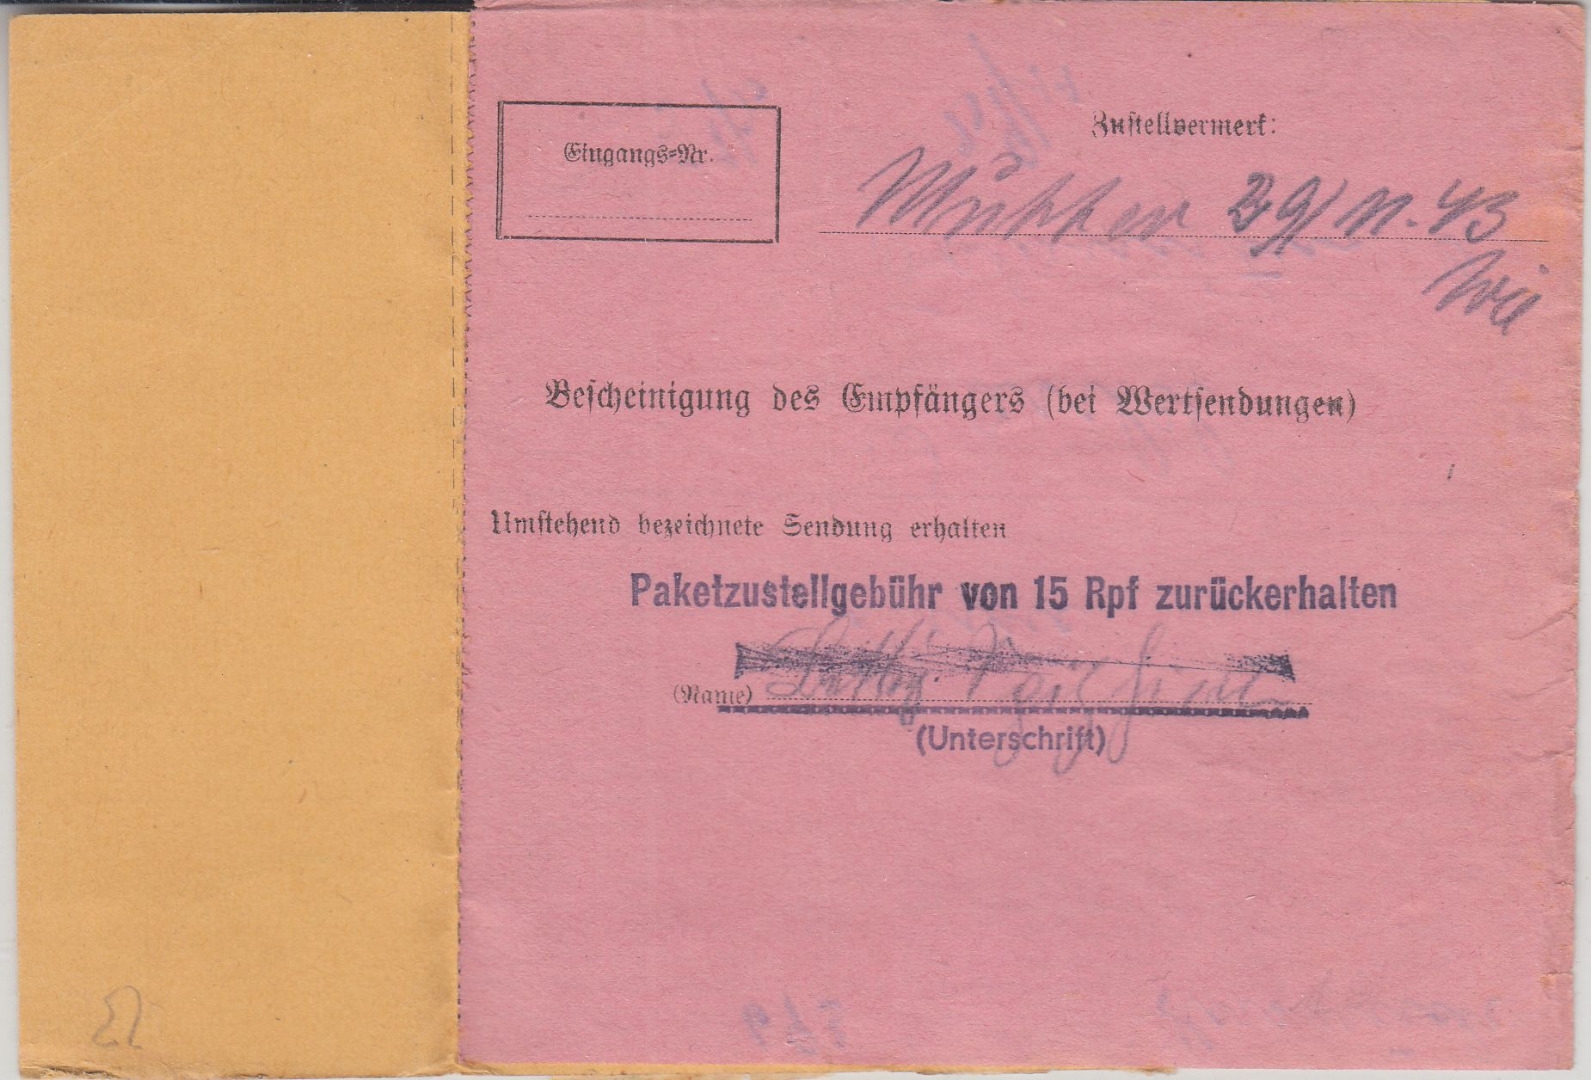 Eingangs-Nr.
Zustellvermerk:
Mutter 29/11.43
Bescheinigung des Empfängers (bei Wertsendungen)
Umstehend bezeichnete Sendung erhalten
Paketzustellgebühr von 15 Rpf zurückerhalten
(Name)
(Unterschrift)